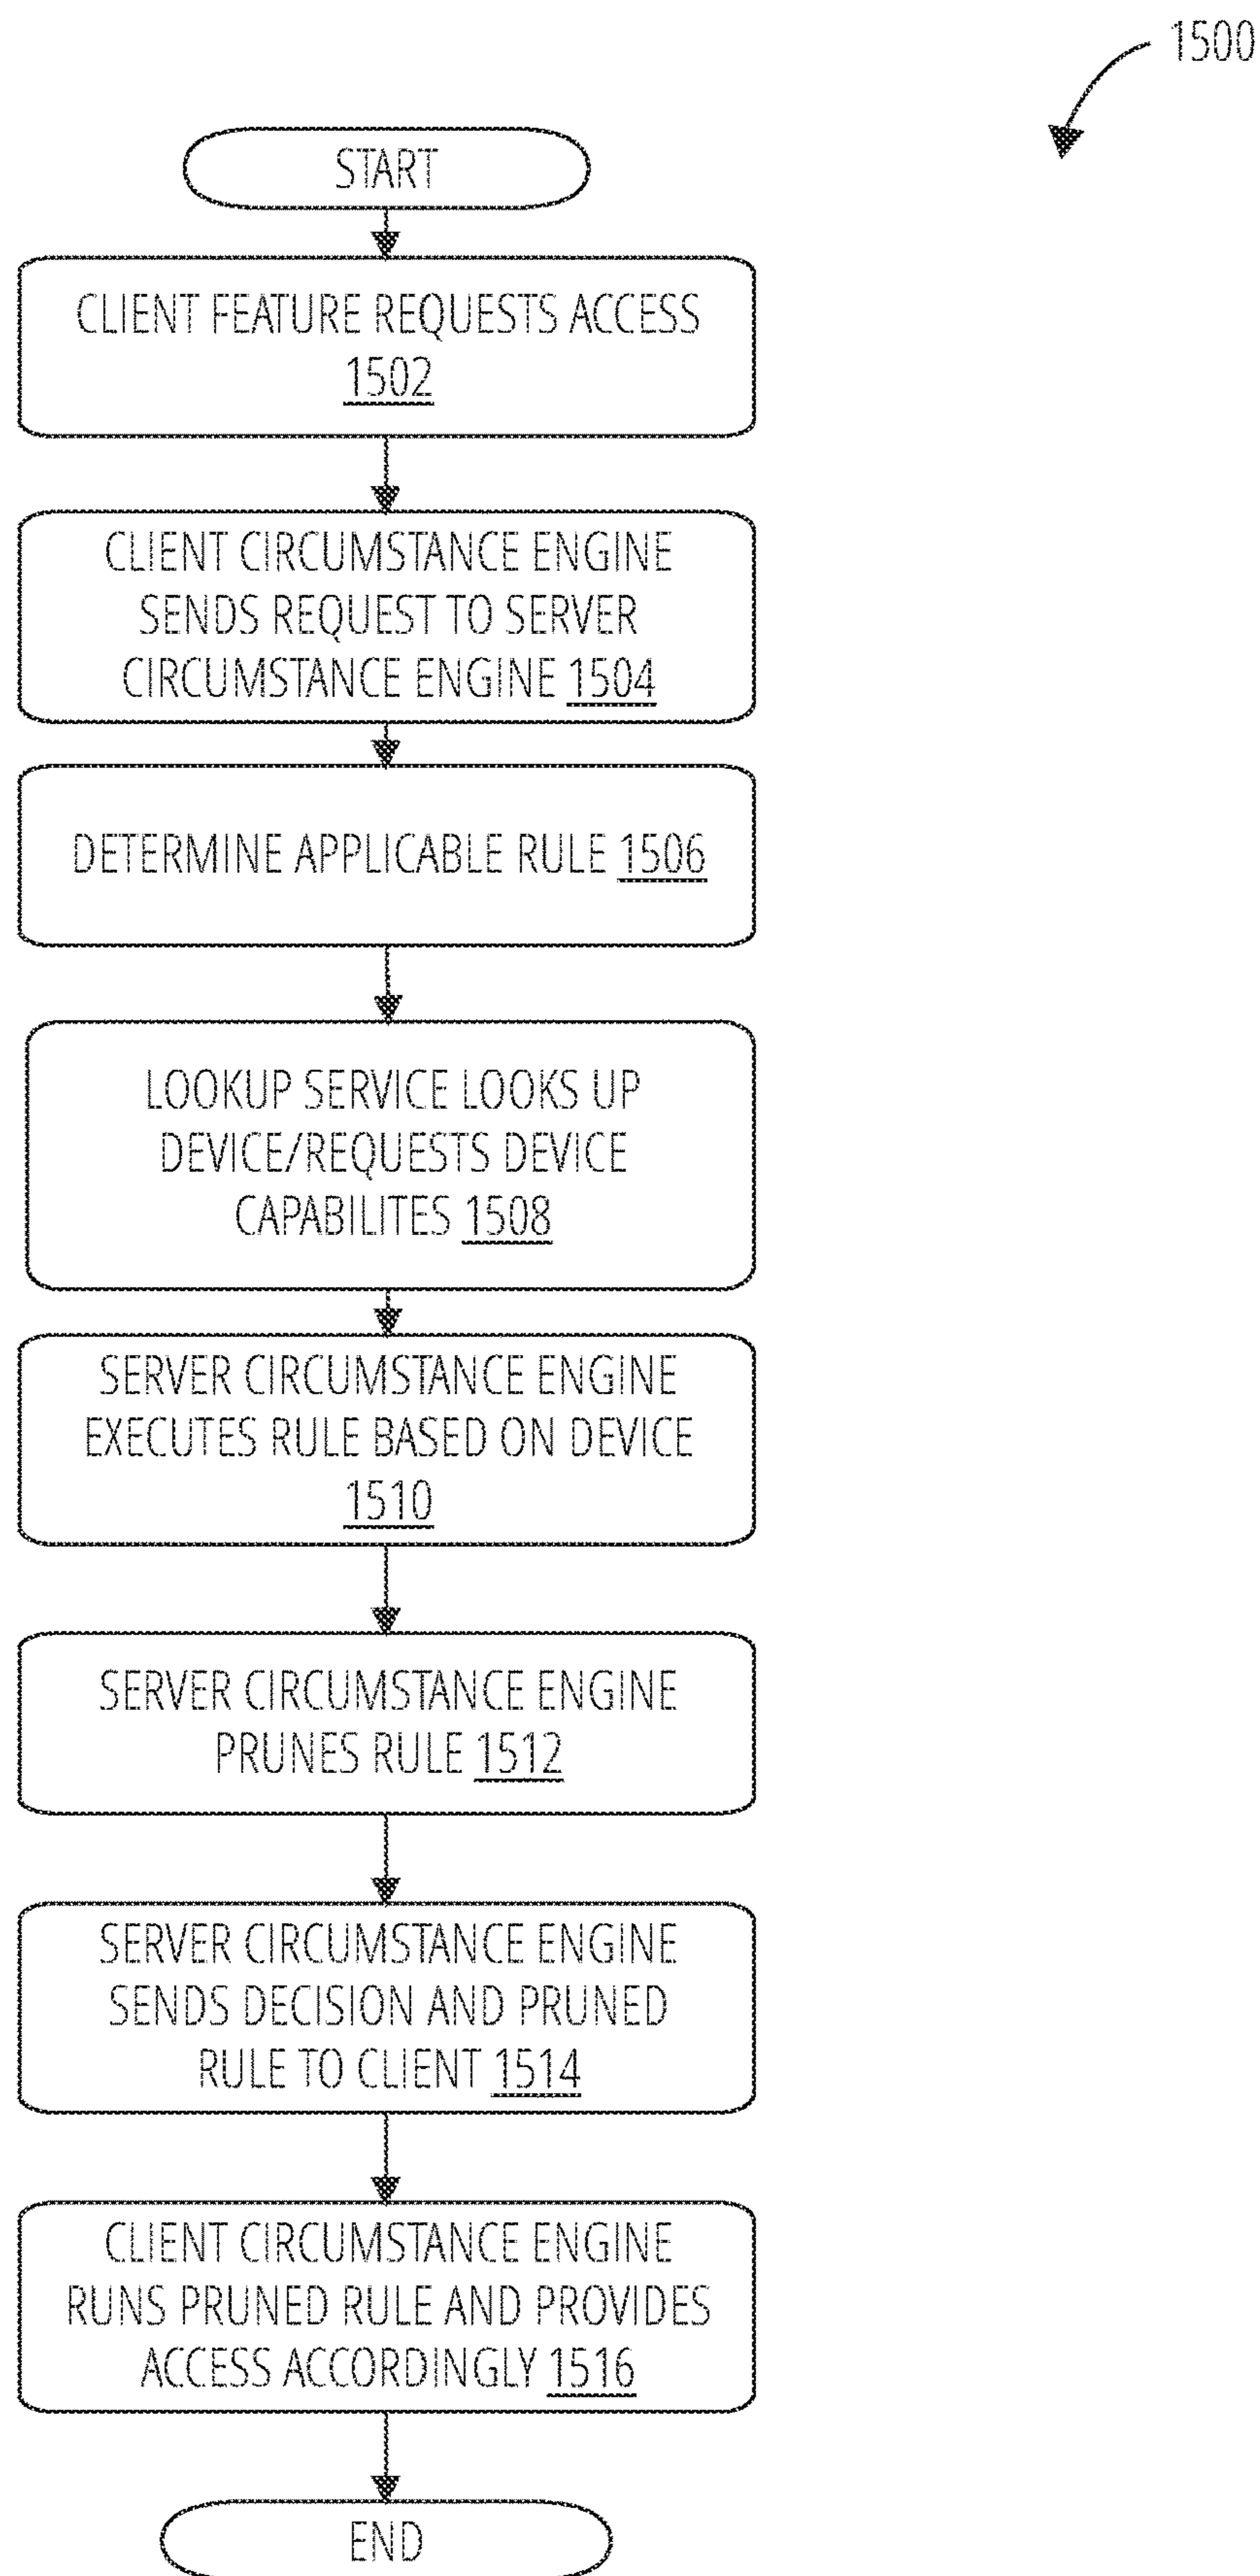 1500
START
CLIENT FEATURE REQUESTS ACCESS
1502
CLIENT CIRCUMSTANCE ENGINE
SENDS REQUEST TO SERVER
CIRCUMSTANCE ENGINE 1504
DETERMINE APPLICABLE RULE 1506
LOOKUP SERVICE LOOKS UP
DEVICE/REQUESTS DEVICE
CAPABILITES 1508
SERVER CIRCUMSTANCE ENGINE
EXECUTES RULE BASED ON DEVICE
1510
SERVER CIRCUMSTANCE ENGINE
PRUNES RULE 1512
SERVER CIRCUMSTANCE ENGINE
SENDS DECISION AND PRUNED
RULE TO CLIENT 1514
CLIENT CIRCUMSTANCE ENGINE
RUNS PRUNED RULE AND PROVIDES
ACCESS ACCORDINGLY 1516
END